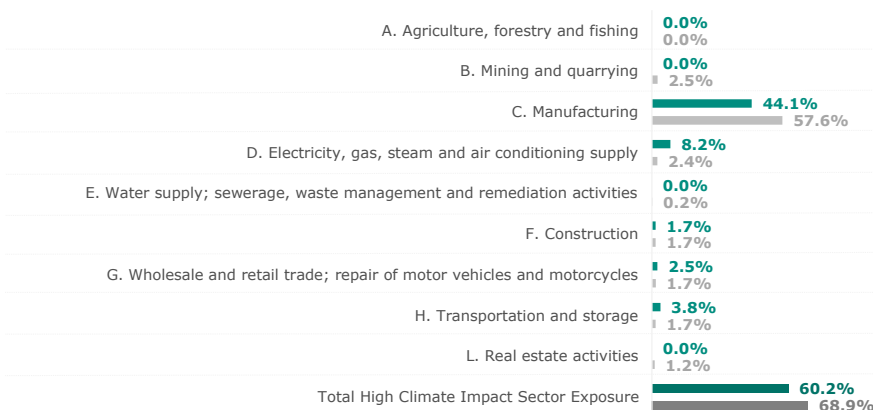 A. Agriculture, forestry and fishing
0.0%
0.0%
B. Mining and quarrying
0.0%
2.5%
C. Manufacturing
44.1%
57.6%
D. Electricity, gas, steam and air conditioning supply
8.2%
2.4%
E. Water supply; sewerage, waste management and remediation activities
0.0%
0.2%
F. Construction
1.7%
1.7%
G. Wholesale and retail trade; repair of motor vehicles and motorcycles
2.5%
1.7%
H. Transportation and storage
3.8%
1.7%
L. Real estate activities
0.0%
1.2%
Total High Climate Impact Sector Exposure
60.2%
68.9%